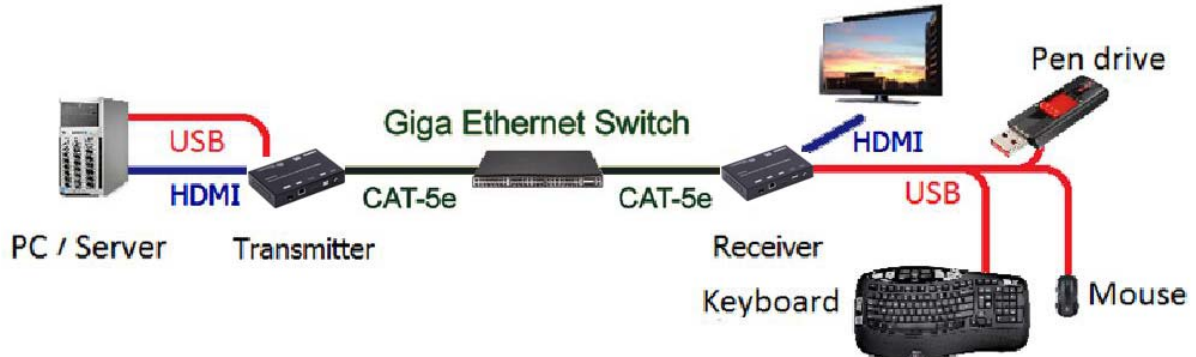 Pen drive
Giga Ethernet Switch
USB
HDMI
HDMI
CAT-5e
CAT-5e
USB
PC / Server
Transmitter
Receiver
Keyboard
Mouse